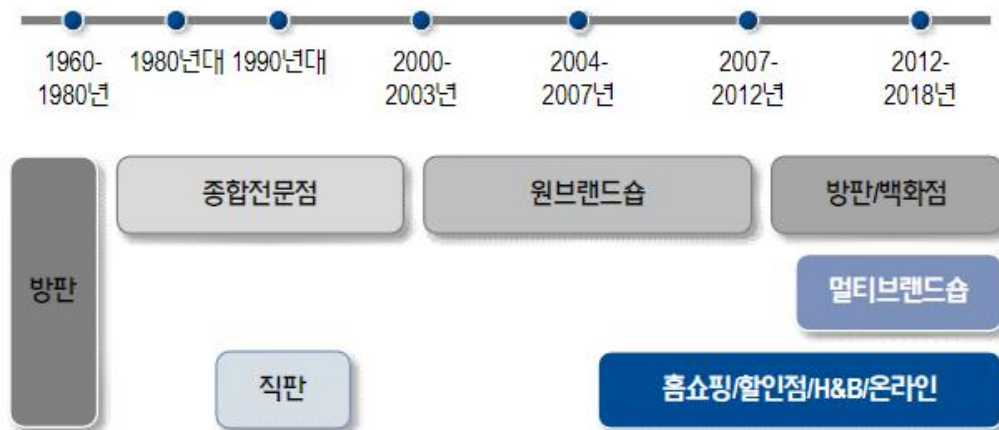 1960-
1980년
1980년대
1990년대
2000-
2003년
2004-
2007년
2007-
2012년
2012-
2018년
방판
종합전문점
원브랜드숍
방판/백화점
멀티브랜드숍
직판
홈쇼핑/할인점/H&B/온라인